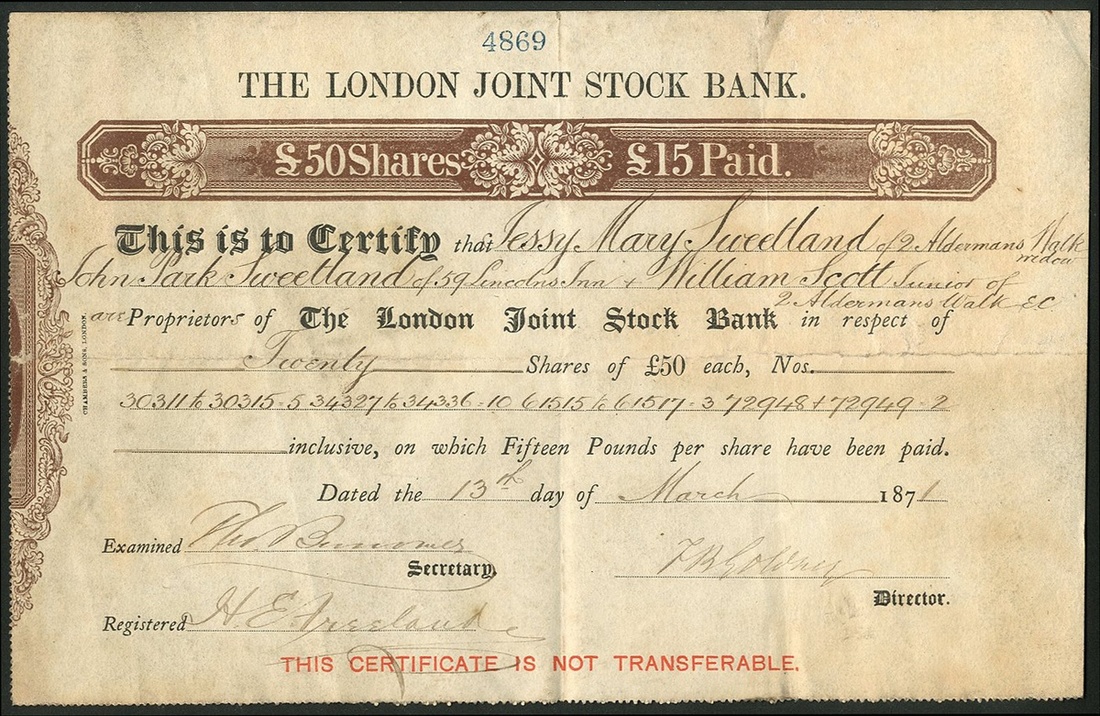 4869
THE LONDON JOINT STOCK BANK.
£50 Shares £15 Paid.
This is to Certify that Jessy Mary Sweetland of 2 Aldermans Walk
widow
John Park Sweetland of 59 Lincolns Inn + William Scott Junior of
2 Aldermans Walk EC
are Proprietors of The London Joint Stock Bank in respect of
Twenty Shares of £50 each, Nos.
30311 to 30315 = 5 34327 to 34336 = 10 61515 to 61517 = 3 72948 + 72949 = 2
inclusive, on which Fifteen Pounds per share have been paid.
Dated the 13th day of March 1871
Examined Tho.
Secretary
Director.
Registered H. E. Freeland
THIS CERTIFICATE IS NOT TRANSFERABLE.
LONDON.